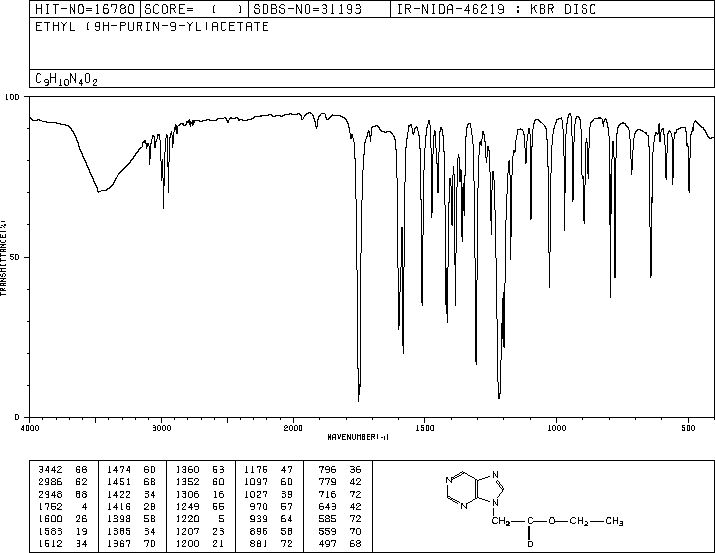 HIT-NO=16780 SCORE= ( ) SDBS-NO=31193 IR-NIDA-46219 : KBR DISC
ETHYL (9H-PURIN-9-YL)ACETATE
C9H10N4O2
100
TRANSMITTANCE(%)
50
0
4000 3000 2000 1500 1000 500
WAVENUMBER(-1)
3442 68 1474 60 1360 63 1176 47 796 36
2986 62 1451 68 1352 60 1097 60 779 42
2948 68 1422 34 1306 16 1027 39 716 72
1752 4 1416 28 1249 55 970 57 643 42
1600 26 1398 58 1220 5 939 64 585 72
1583 19 1385 34 1207 23 896 58 559 70
1512 34 1367 70 1200 21 881 72 497 68
N N
N N
CH2 C O CH2 CH3
O